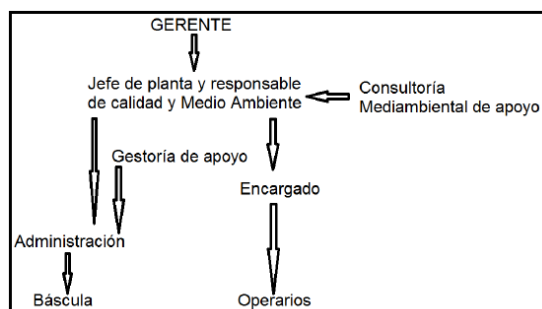 GERENTE
Jefe de planta y responsable
de calidad y Medio Ambiente
Consultoría
Mediambiental de apoyo
Gestoría de apoyo
Encargado
Administración
Báscula
Operarios